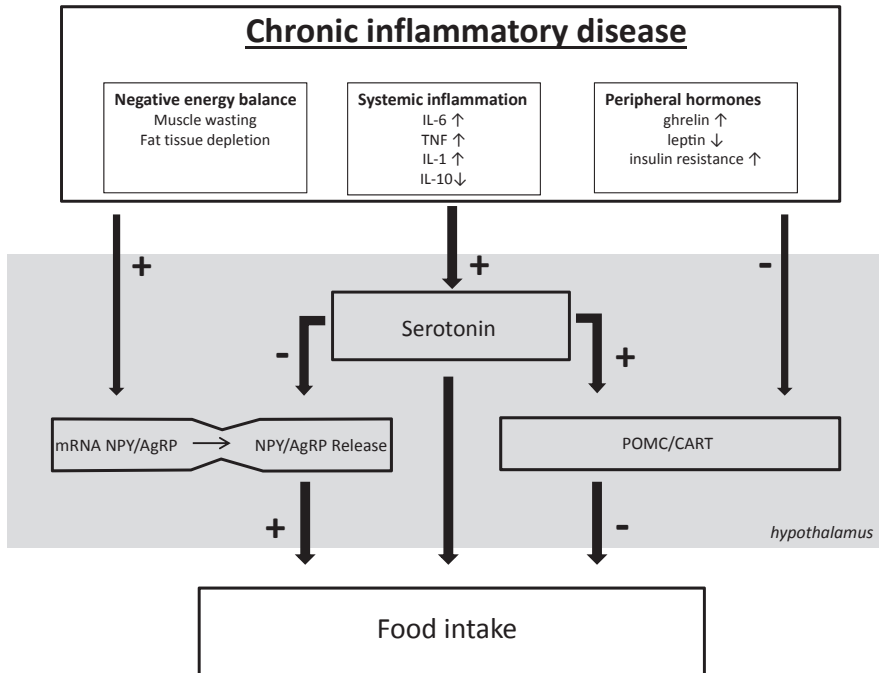 Chronic inflammatory disease
Negative energy balance
Muscle wasting
Fat tissue depletion
Systemic inflammation
IL-6 ↑
TNF ↑
IL-1 ↑
IL-10↓
Peripheral hormones
ghrelin ↑
leptin ↓
insulin resistance ↑
+
+
-
Serotonin
-
+
mRNA NPY/AgRP → NPY/AgRP Release
POMC/CART
+
-
hypothalamus
Food intake